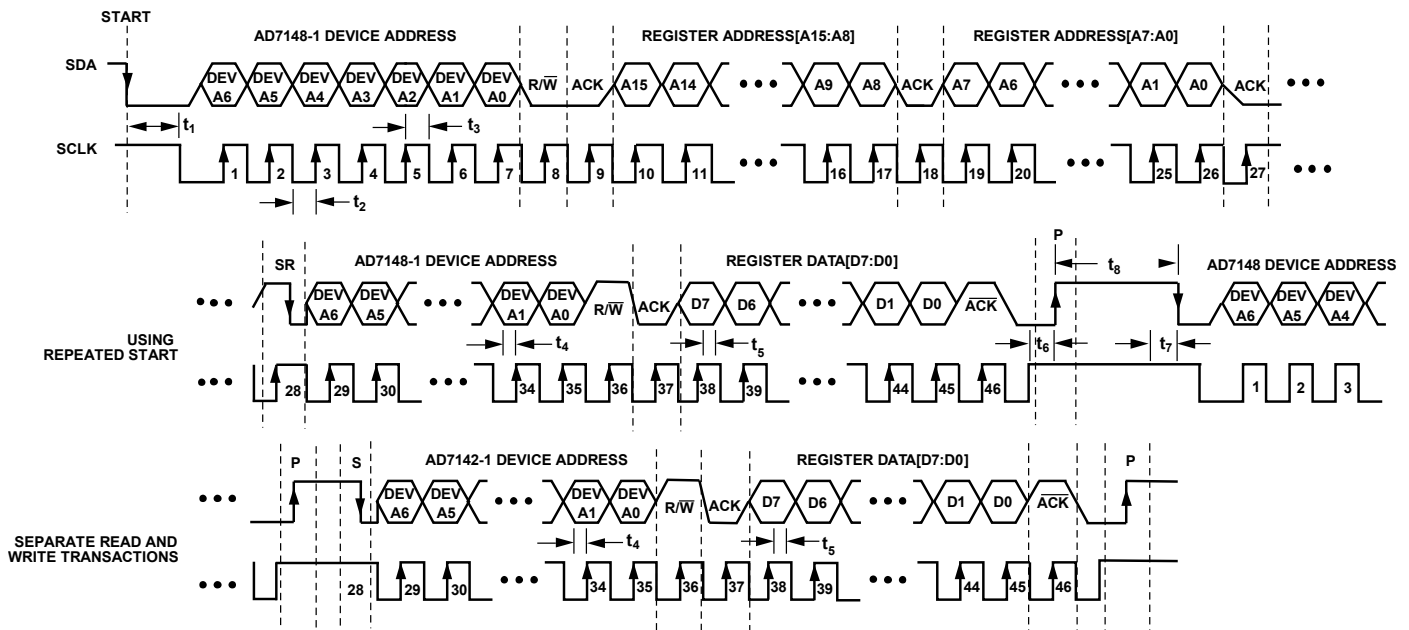 START
AD7148-1 DEVICE ADDRESS REGISTER ADDRESS[A15:A8] REGISTER ADDRESS[A7:A0]
SDA DEV A6 DEV A5 DEV A4 DEV A3 DEV A2 DEV A1 DEV A0 R/W̅ ACK A15 A14 ••• A9 A8 ACK A7 A6 ••• A1 A0 ACK •••
t1 t3
SCLK 1 2 3 4 5 6 7 8 9 10 11 ••• 16 17 18 19 20 ••• 25 26 27 •••
t2
P
SR AD7148-1 DEVICE ADDRESS REGISTER DATA[D7:D0] t8 AD7148 DEVICE ADDRESS
••• DEV A6 DEV A5 ••• DEV A1 DEV A0 R/W̅ ACK D7 D6 ••• D1 D0 A̅C̅K̅ DEV A6 DEV A5 DEV A4
USING
REPEATED START
t4 t5 t6 t7
••• 28 29 30 ••• 34 35 36 37 38 39 ••• 44 45 46 1 2 3
P S AD7142-1 DEVICE ADDRESS REGISTER DATA[D7:D0] P
••• DEV A6 DEV A5 ••• DEV A1 DEV A0 R/W̅ ACK D7 D6 ••• D1 D0 A̅C̅K̅
SEPARATE READ AND
WRITE TRANSACTIONS
t4 t5
••• 28 29 30 ••• 34 35 36 37 38 39 ••• 44 45 46